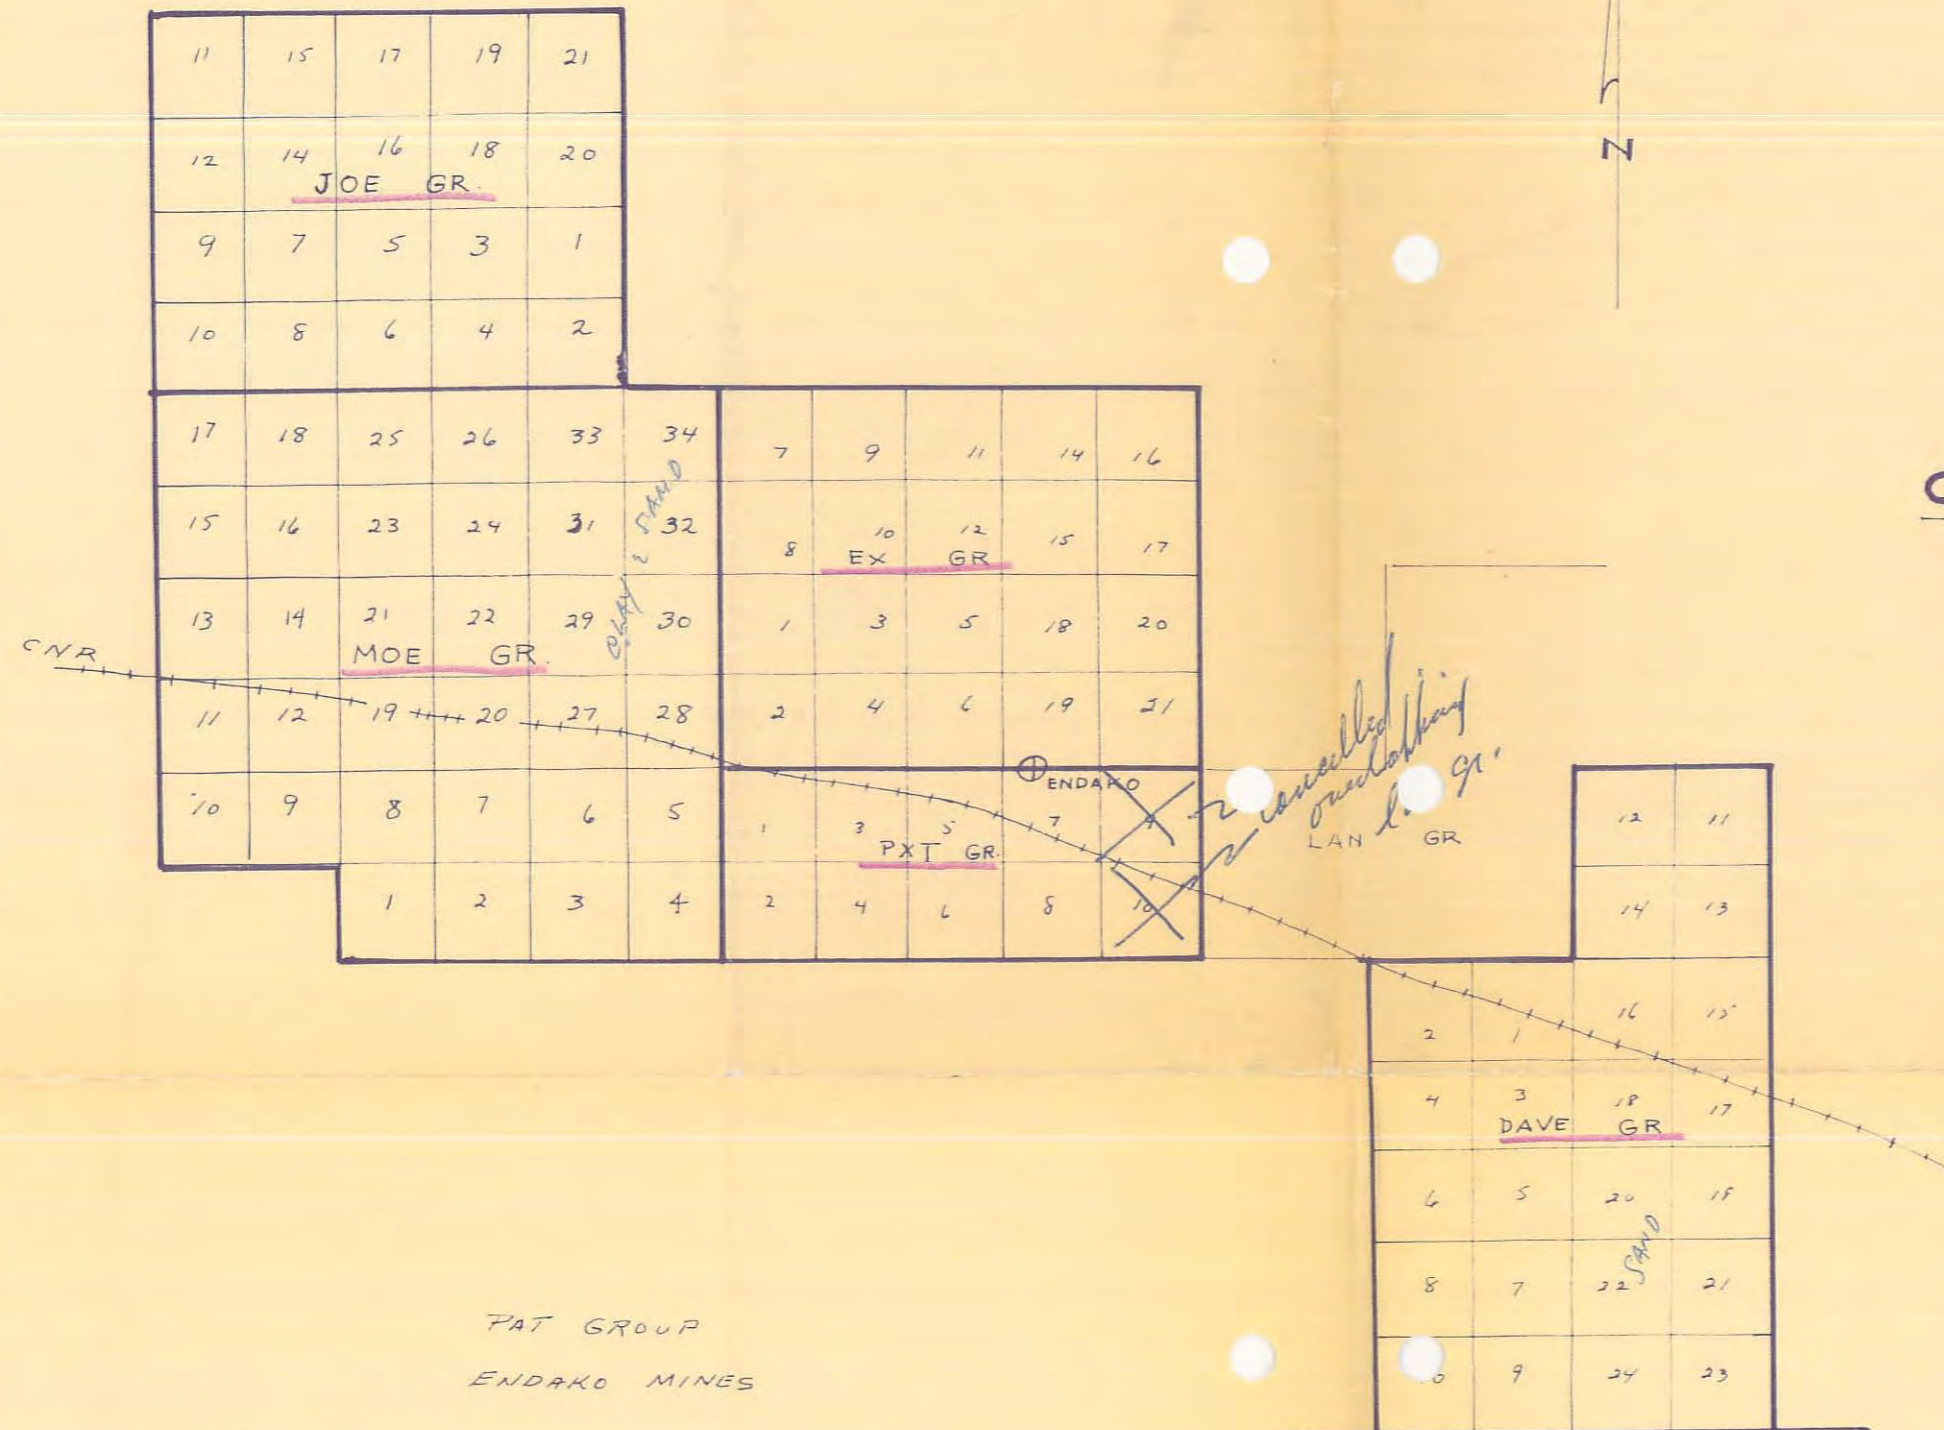 11 15 17 19 21
N
12 14 16 18 20
JOE GR.
9 7 5 3 1
10 8 6 4 2
17 18 25 26 33 34
7 9 11 14 16
15 16 23 24 31 32
CLAY & SAND
8 10 12 15 17
EX GR
13 14 21 22 29 30
1 3 5 18 20
CNR
MOE GR.
11 12 19 20 27 28
2 4 6 19 21
ENDAKO
cancelled
overlapping
gr.
10 9 8 7 6 5
1 3 5 7 9
12 11
LAN GR
PXT GR.
1 2 3 4
2 4 6 8 10
14 13
2 1 16 15
4 3 18 17
DAVE GR
6 5 20 19
SAND
8 7 22 21
PAT GROUP
ENDAKO MINES
9 24 23